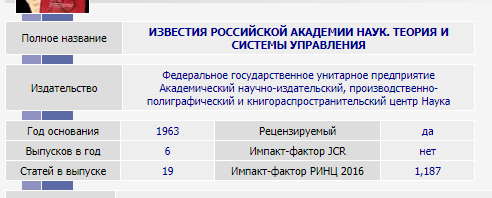 Полное название
ИЗВЕСТИЯ РОССИЙСКОЙ АКАДЕМИИ НАУК. ТЕОРИЯ И
СИСТЕМЫ УПРАВЛЕНИЯ
Издательство
Федеральное государственное унитарное предприятие
Академический научно-издательский, производственно-
полиграфический и книгораспространительский центр Наука
Год основания 1963 Рецензируемый да
Выпусков в год 6 Импакт-фактор JCR нет
Статей в выпуске 19 Импакт-фактор РИНЦ 2016 1,187